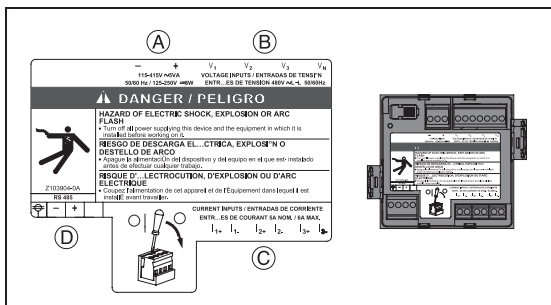 A
B
− + V1 V2 V3 VN
115-415V ~5VA VOLTAGE INPUTS / ENTRADAS DE TENSI"N
50/60 Hz / 125-250V ⎓3W ENTR...ES DE TENSION 480V ~L-L 50/60Hz
DANGER / PELIGRO
HAZARD OF ELECTRIC SHOCK, EXPLOSION OR ARC
FLASH
• Turn off all power supplying this device and the equipment in which it is
installed before working on it.
RIESGO DE DESCARGA EL...CTRICA, EXPLOSI"N O
DESTELLO DE ARCO
• Apague la alimentaciÛn del dispositivo y del equipo en el que est· instalado
antes de efectuar cualquier trabajo.
RISQUE D'...LECTROCUTION, D'EXPLOSION OU D'ARC
ELECTRIQUE
• Coupez l'alimentation de cet appareil et de l'Équipement dans lequel il est
installÈ avant travailler.
Z103904-0A
RS 485
− +
D
CURRENT INPUTS / ENTRADAS DE CORRIENTE
ENTR...ES DE COURANT 5A NOM. / 6A MAX.
I1+ I1- I2+ I2- I3+ I3-
C